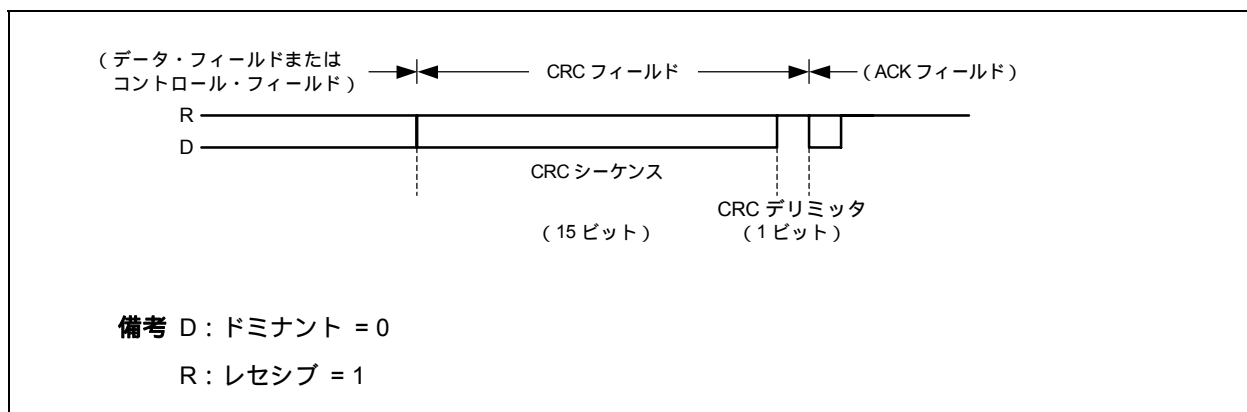 （データ・フィールドまたは
コントロール・フィールド）
CRC フィールド
（ACK フィールド）
R
D
CRC シーケンス
CRC デリミッタ
（15 ビット）
（1 ビット）
備考 D：ドミナント = 0
R：レセシブ = 1